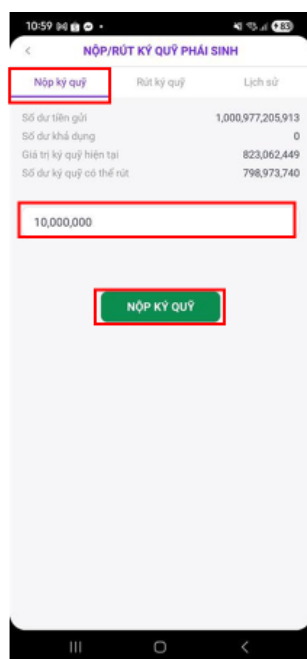 10:59
83
NỘP/RÚT KÝ QUỸ PHÁI SINH
Nộp ký quỹ Rút ký quỹ Lịch sử
Số dư tiền gửi 1,000,977,205,913
Số dư khả dụng 0
Giá trị ký quỹ hiện tại 823,062,449
Số dư ký quỹ có thể rút 798,973,740
10,000,000
NỘP KÝ QUỸ